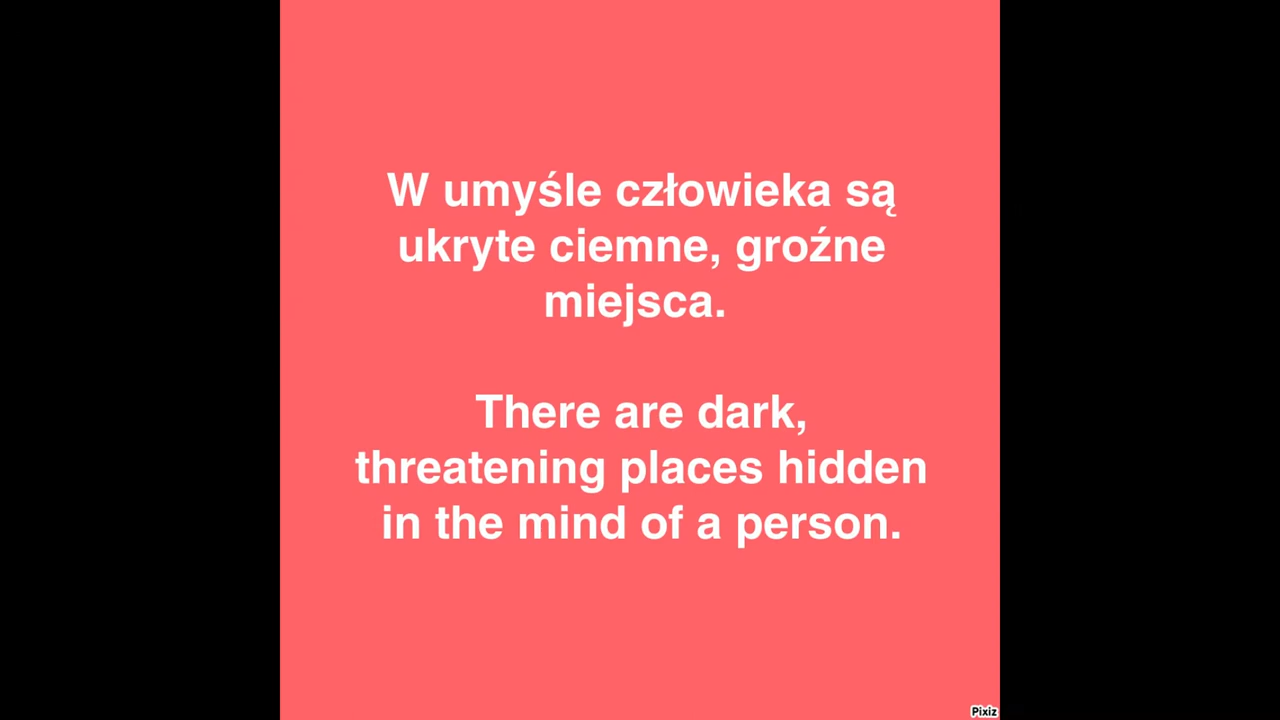 W umyśle człowieka są
ukryte ciemne, groźne
miejsca.
There are dark,
threatening places hidden
in the mind of a person.
Pixiz